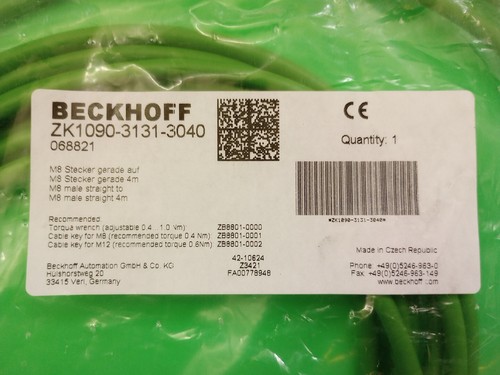 BECKHOFF
ZK1090-3131-3040
068821
CE
Quantity: 1
M8 Stecker gerade auf
M8 Stecker gerade 4m
M8 male straight to
M8 male straight 4m
*ZK1090-3131-3040*
Recommended:
Torque wrench (adjustable 0.4 1.0 Nm) ZB8801-0000
Cable key for M8 (recommended torque 0.4 Nm) ZB8801-0001
Cable key for M12 (recommended torque 0.6Nm) ZB8801-0002
Made in Czech Republic
Beckhoff Automation GmbH & Co. KG
Hülshorstweg 20
33415 Verl, Germany
42-10624
Z3421
FA00778948
Phone +49(0)5246-963-0
Fax +49(0)5246-963-149
www.beckhoff.com